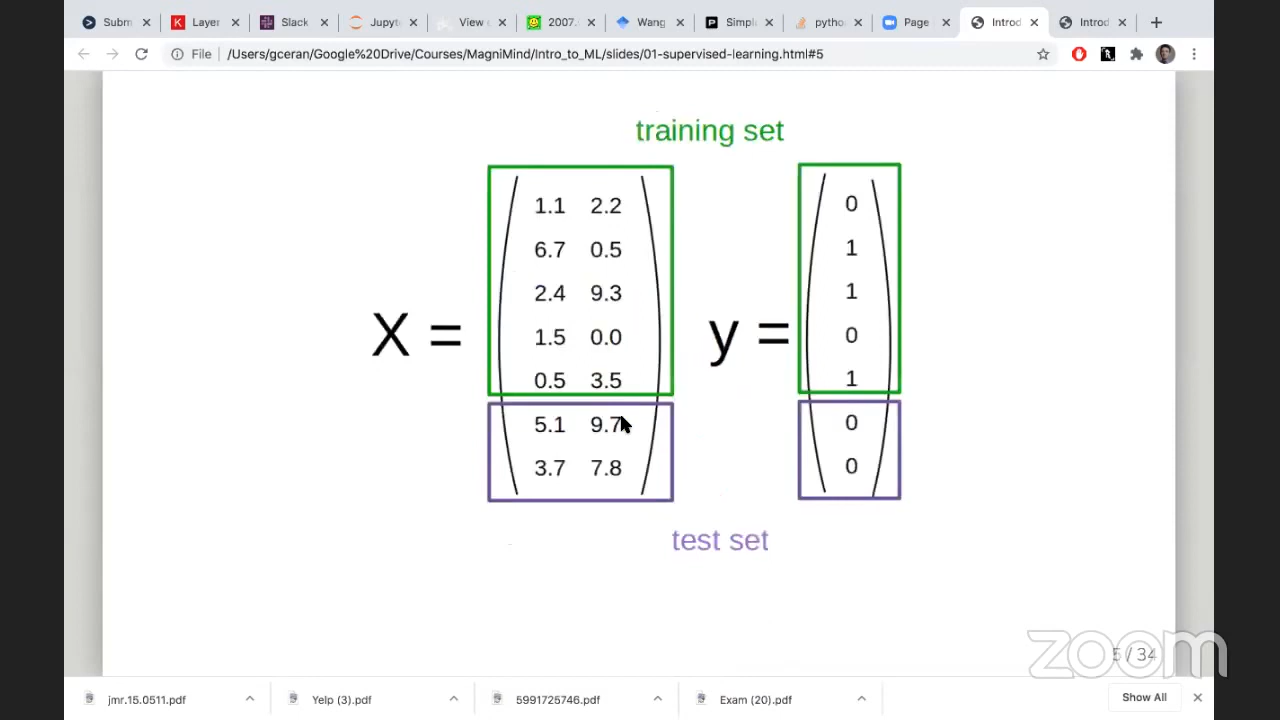 Subm
Layer
Slack
Jupyt
View
2007.
Wang
Simpl
pytho
Page
Introd
Introd
File /Users/gceran/Google%20Drive/Courses/MagniMind/Intro_to_ML/slides/01-supervised-learning.html#5
training set
X =
1.1 2.2
6.7 0.5
2.4 9.3
1.5 0.0
0.5 3.5
5.1 9.7
3.7 7.8
y =
0
1
1
0
1
0
0
test set
5 / 34
zoom
jmr.15.0511.pdf
Yelp (3).pdf
5991725746.pdf
Exam (20).pdf
Show All